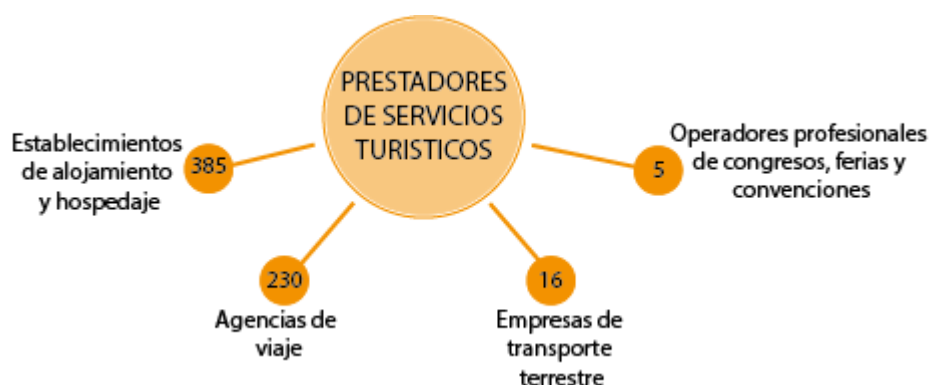 PRESTADORES
DE SERVICIOS
TURISTICOS
Establecimientos
de alojamiento
y hospedaje
385
230
Agencias de
viaje
16
Empresas de
transporte
terrestre
5
Operadores profesionales
de congresos, ferias y
convenciones